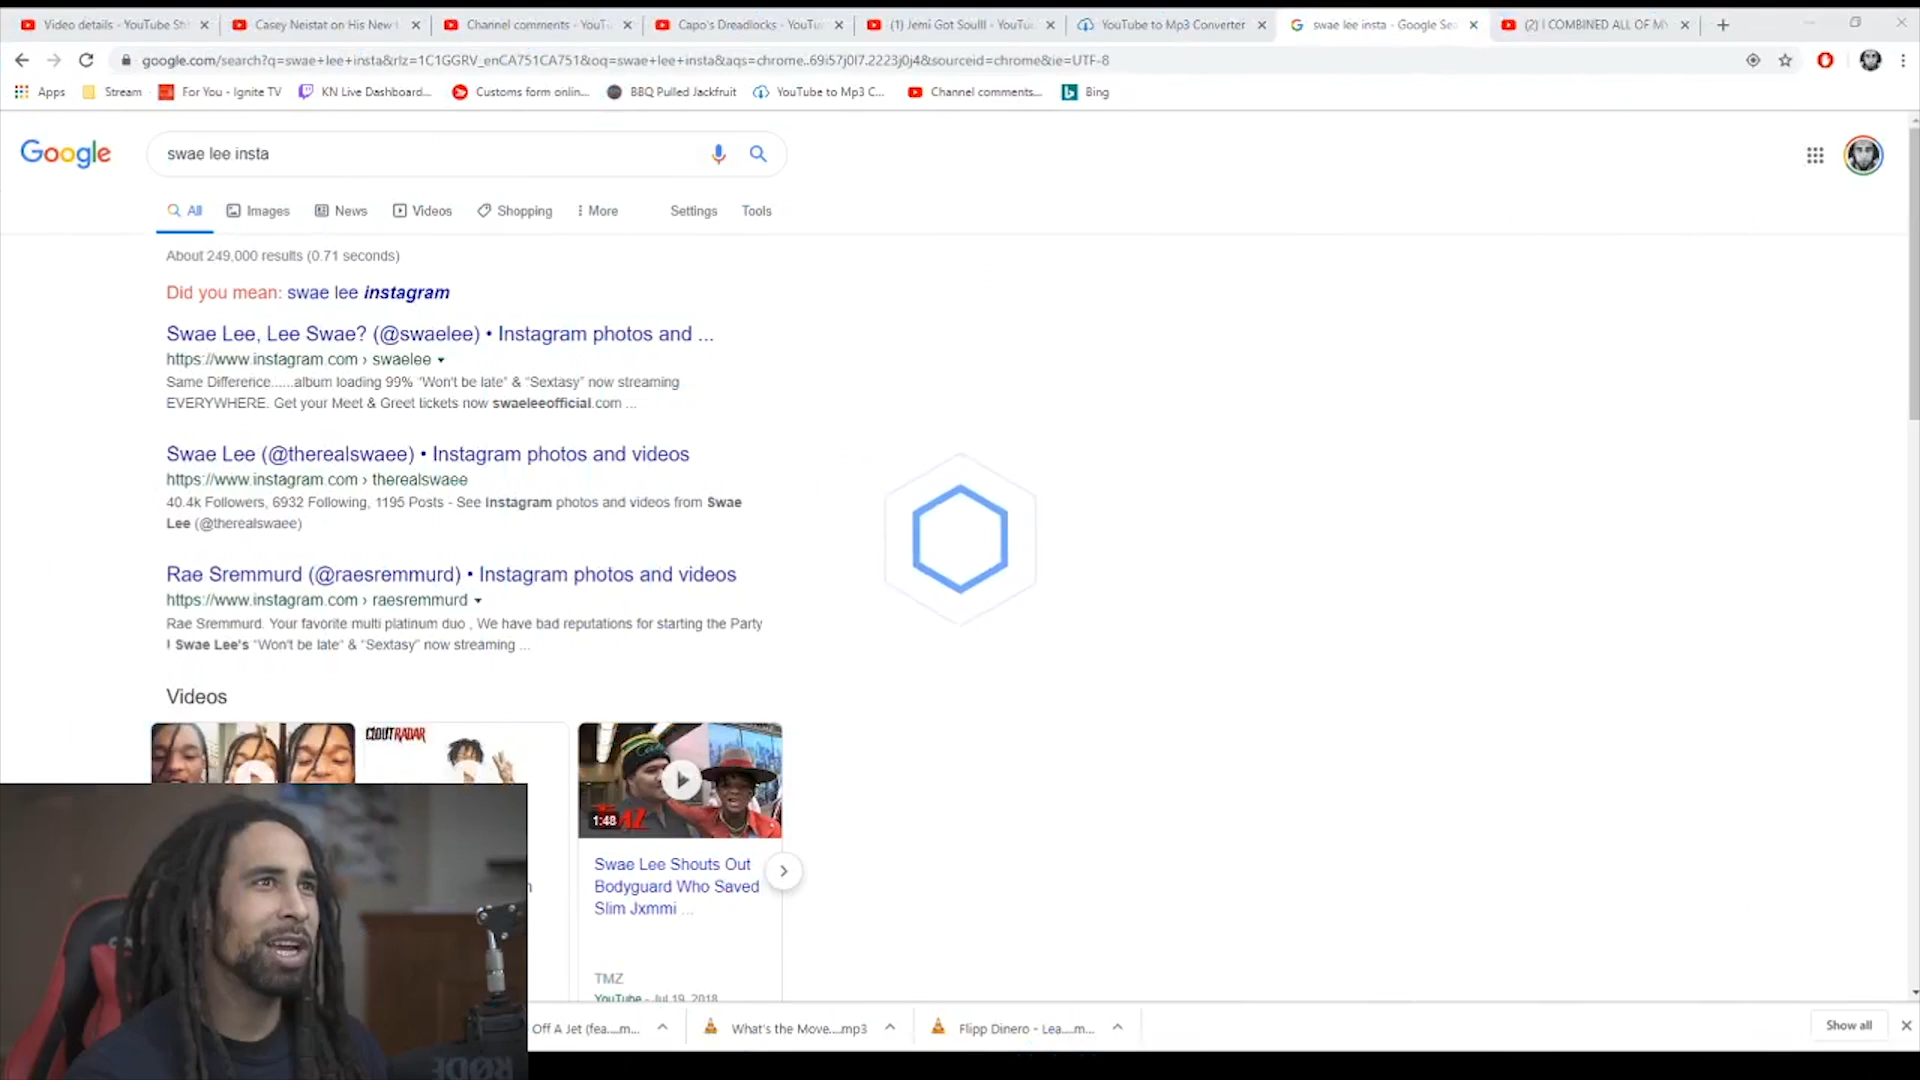 Video details - YouTube St
Casey Neistat on His New
Channel comments - YouTu
Capo's Dreadlocks - YouTu
(1) Jemi Got Soulll - YouTu
YouTube to Mp3 Converter
swae lee insta - Google Sea
(2) I COMBINED ALL OF MY
google.com/search?q=swae+lee+insta&rlz=1C1GGRV_enCA751CA751&oq=swae+lee+insta&aqs=chrome..69i57j0l7.2223j0j4&sourceid=chrome&ie=UTF-8
Apps
Stream
For You - Ignite TV
KN Live Dashboard...
Customs form onlin...
BBQ Pulled Jackfruit
YouTube to Mp3 C...
Channel comments...
Bing
Google
swae lee insta
All
Images
News
Videos
Shopping
More
Settings
Tools
About 249,000 results (0.71 seconds)
Did you mean: swae lee instagram
Swae Lee, Lee Swae? (@swaelee) • Instagram photos and ...
https://www.instagram.com › swaelee
Same Difference......album loading 99% "Won't be late" & "Sextasy" now streaming
EVERYWHERE. Get your Meet & Greet tickets now swaeleeofficial.com ...
Swae Lee (@therealswaee) • Instagram photos and videos
https://www.instagram.com › therealswaee
40.4k Followers, 6932 Following, 1195 Posts - See Instagram photos and videos from Swae
Lee (@therealswaee)
Rae Sremmurd (@raesremmurd) • Instagram photos and videos
https://www.instagram.com › raesremmurd
Rae Sremmurd. Your favorite multi platinum duo , We have bad reputations for starting the Party
! Swae Lee's "Won't be late" & "Sextasy" now streaming ...
Videos
CLOUT RADAR
1:48
Swae Lee Shouts Out
Bodyguard Who Saved
Slim Jxmmi ...
TMZ
YouTube - Jul 19, 2018
Off A Jet (fea....m...
What's the Move....mp3
Flipp Dinero - Lea....m...
Show all
RØDE